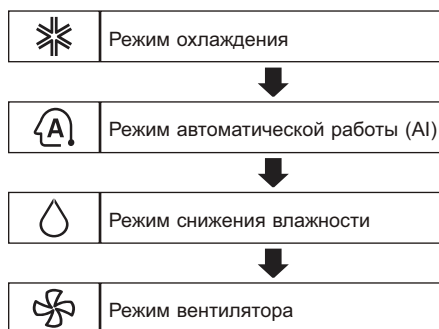 Режим охлаждения
A
Режим автоматической работы (AI)
Режим снижения влажности
Режим вентилятора